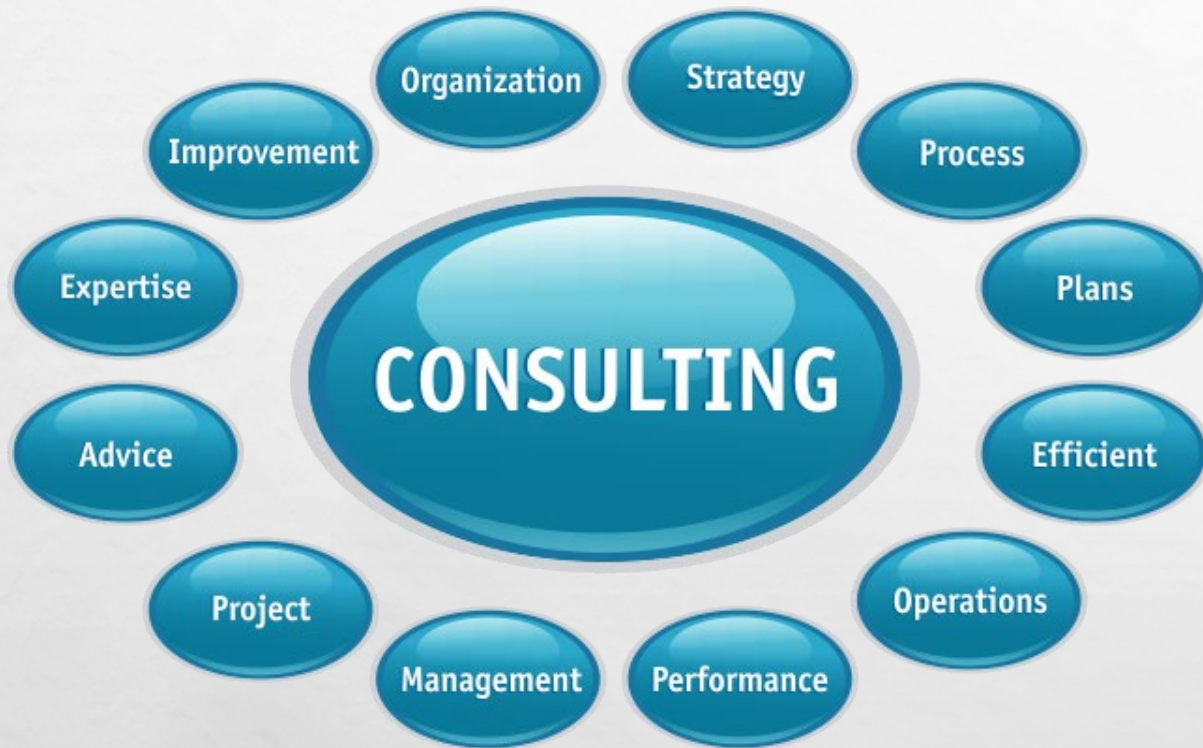 Organization
Strategy
Improvement
Process
Expertise
Plans
CONSULTING
Advice
Efficient
Project
Operations
Management
Performance